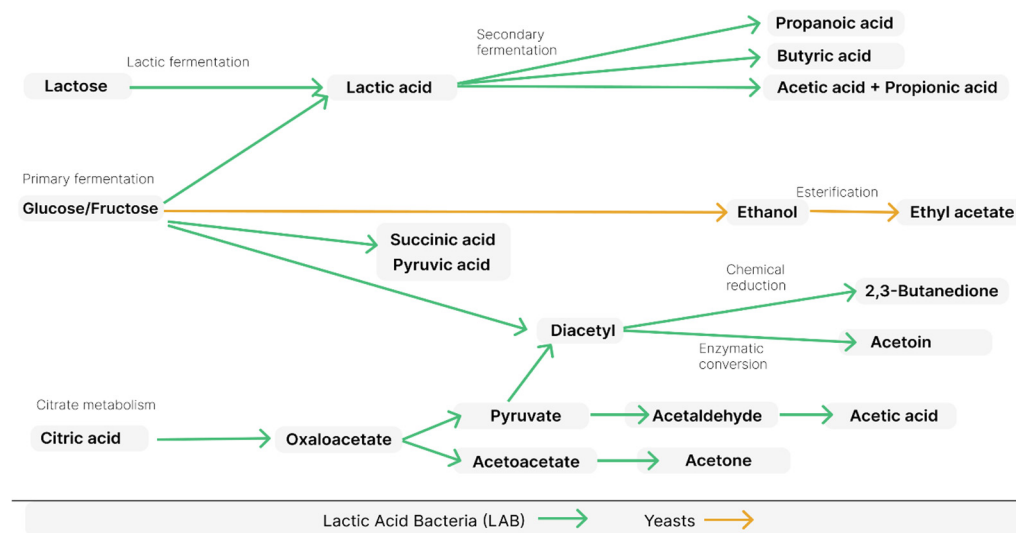 Propanoic acid
Secondary
fermentation
Butyric acid
Lactic fermentation
Lactose
Lactic acid
Acetic acid + Propionic acid
Primary fermentation
Glucose/Fructose
Esterification
Ethanol
Ethyl acetate
Succinic acid
Pyruvic acid
Chemical
reduction
2,3-Butanedione
Diacetyl
Acetoin
Enzymatic
conversion
Citrate metabolism
Citric acid
Oxaloacetate
Pyruvate
Acetaldehyde
Acetic acid
Acetoacetate
Acetone
Lactic Acid Bacteria (LAB)
Yeasts